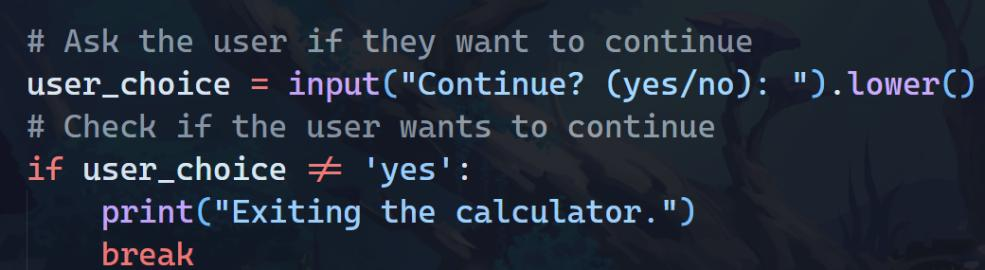 # Ask the user if they want to continue
user_choice = input("Continue? (yes/no): ").lower()
# Check if the user wants to continue
if user_choice ≠ 'yes':
    print("Exiting the calculator.")
    break